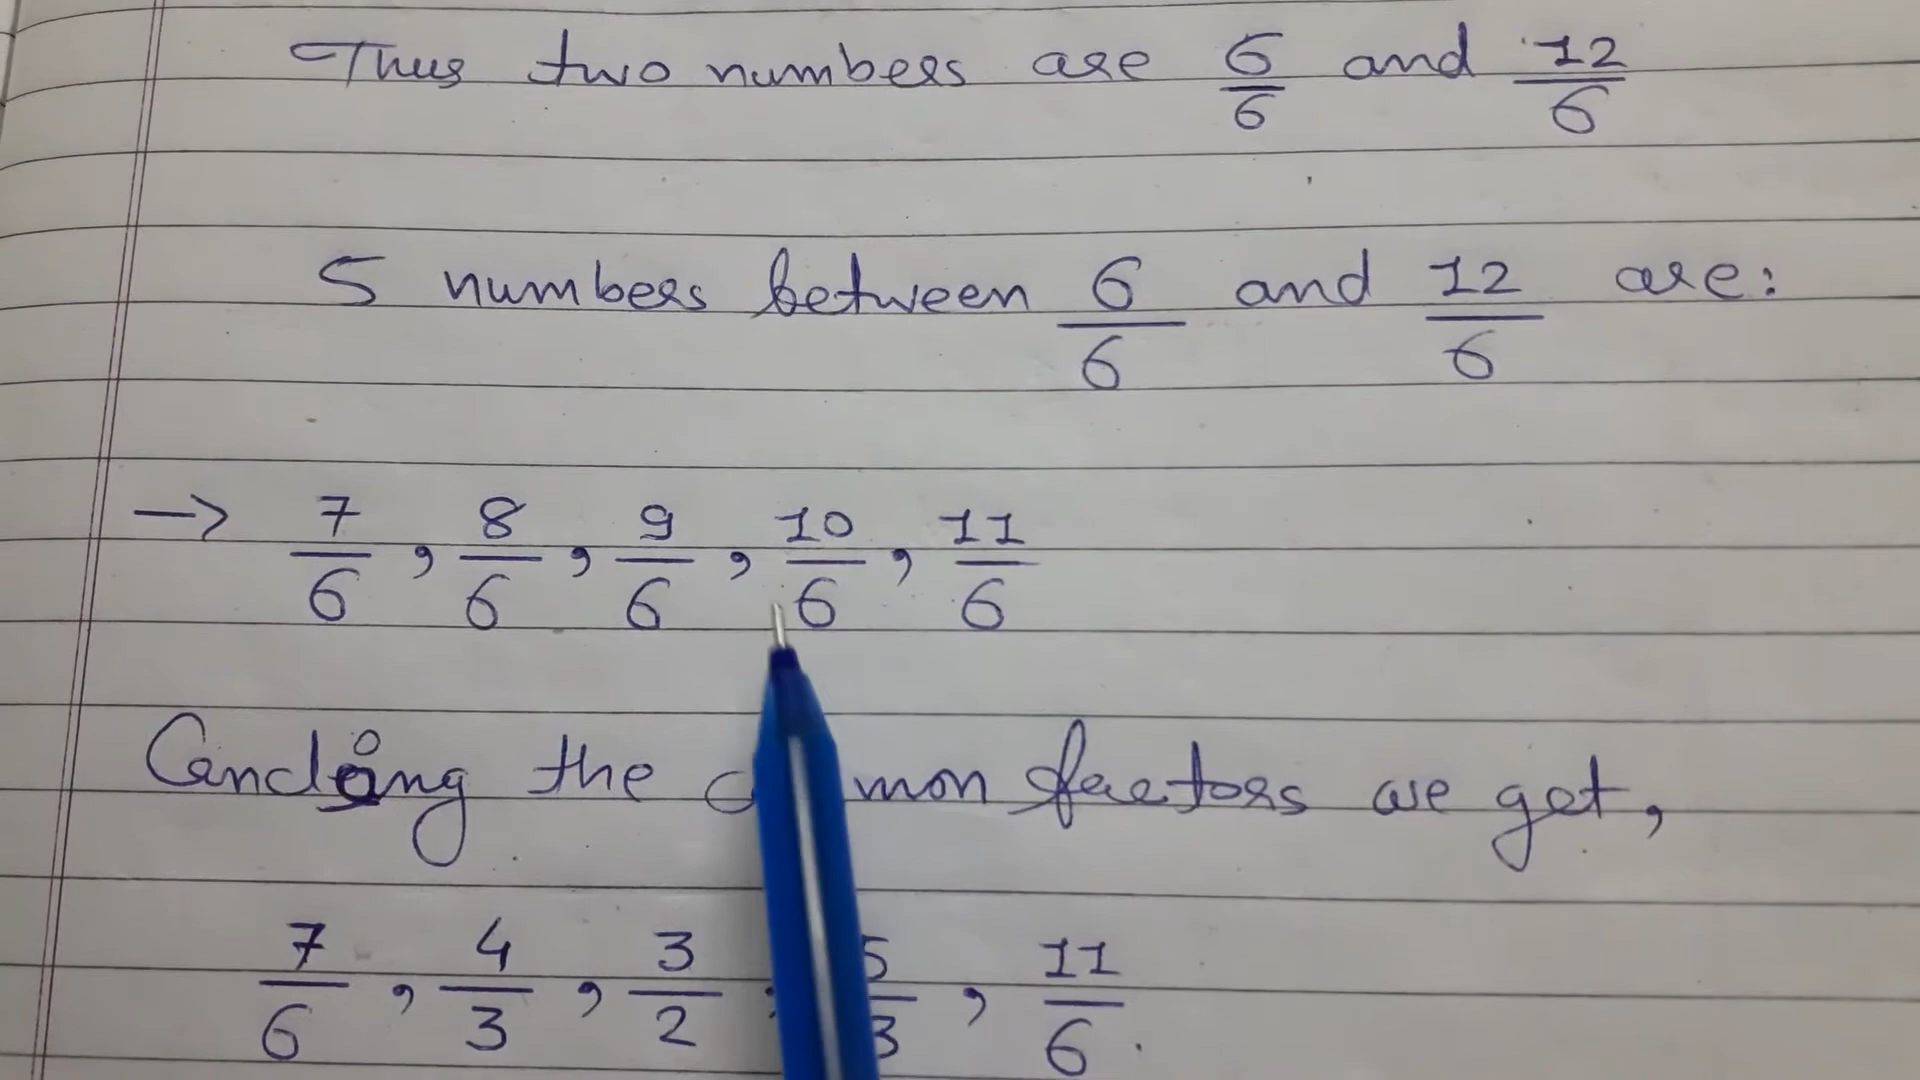 Thus two numbers are 6/6 and 12/6
5 numbers between 6/6 and 12/6 are:
→ 7/6, 8/6, 9/6, 10/6, 11/6
the mon factors we get,
7/6, 4/3, 3/2, 5/3, 11/6.